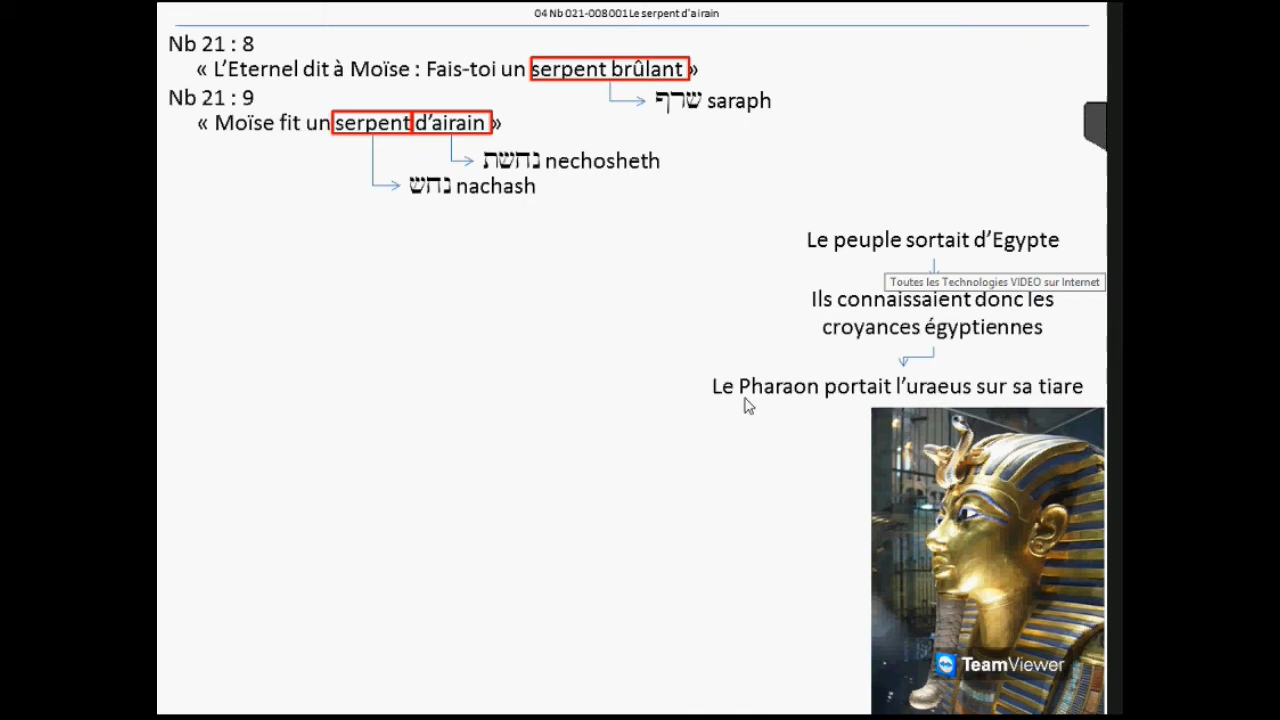 04 Nb 021-008001 Le serpent d'airain
Nb 21 : 8
« L'Eternel dit à Moïse : Fais-toi un serpent brûlant »
שרף saraph
Nb 21 : 9
« Moïse fit un serpent d'airain »
נחשת nechosheth
נחש nachash
Le peuple sortait d'Egypte
Toutes les Technologies VIDEO sur Internet
Ils connaissaient donc les
croyances égyptiennes
Le Pharaon portait l'uraeus sur sa tiare
TeamViewer